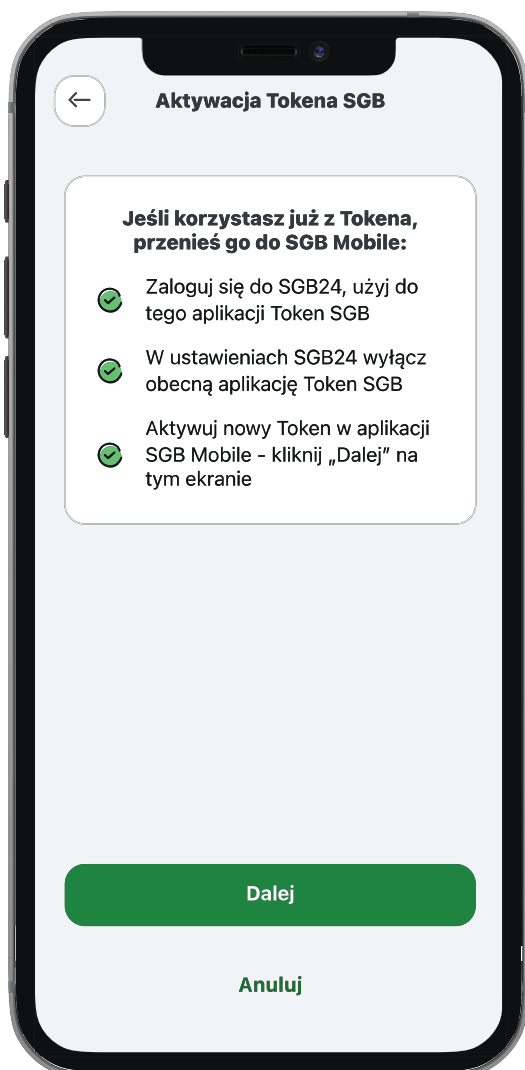 Aktywacja Tokena SGB
Jeśli korzystasz już z Tokena,
przenieś go do SGB Mobile:
Zaloguj się do SGB24, użyj do
tego aplikacji Token SGB
W ustawieniach SGB24 wyłącz
obecną aplikację Token SGB
Aktywuj nowy Token w aplikacji
SGB Mobile - kliknij „Dalej” na
tym ekranie
Dalej
Anuluj